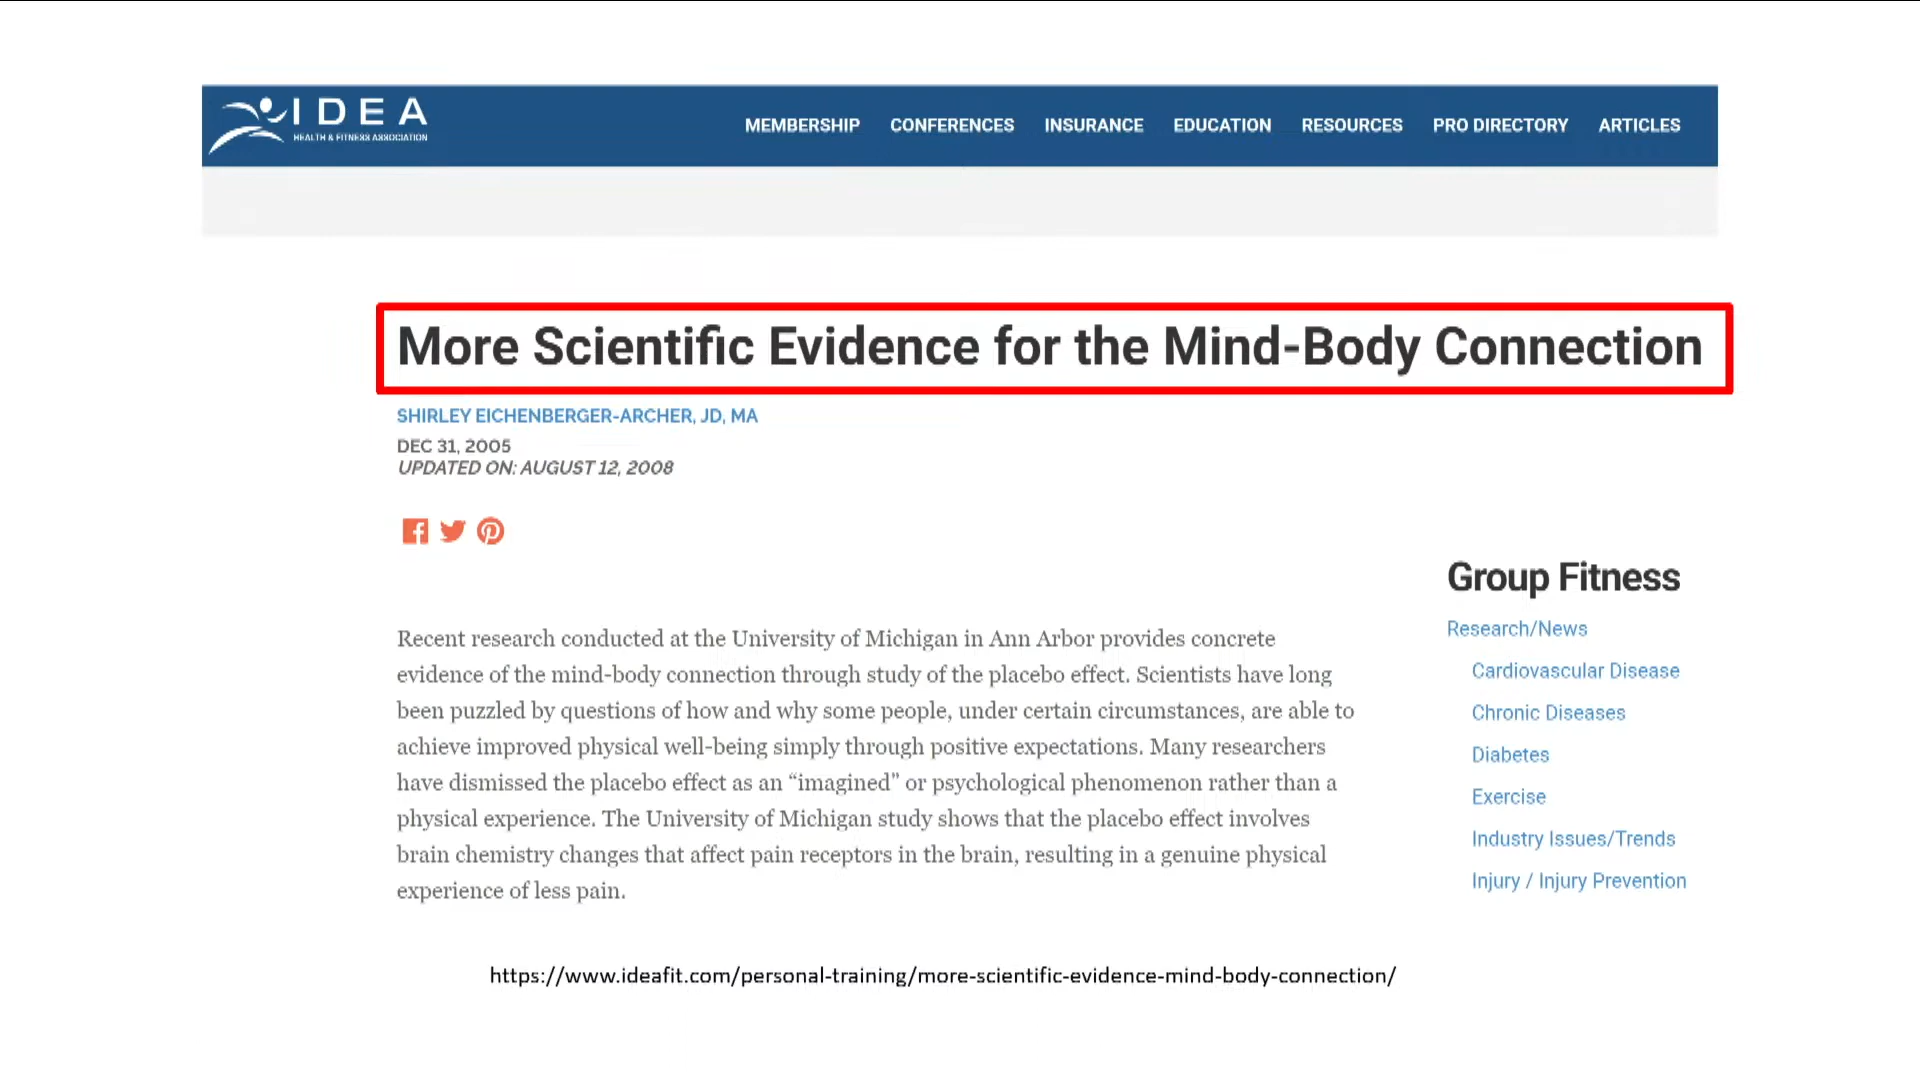 IDEA
HEALTH & FITNESS ASSOCIATION
MEMBERSHIP CONFERENCES INSURANCE EDUCATION RESOURCES PRO DIRECTORY ARTICLES
More Scientific Evidence for the Mind-Body Connection
SHIRLEY EICHENBERGER-ARCHER, JD, MA
DEC 31, 2005
UPDATED ON: AUGUST 12, 2008
Recent research conducted at the University of Michigan in Ann Arbor provides concrete
evidence of the mind-body connection through study of the placebo effect. Scientists have long
been puzzled by questions of how and why some people, under certain circumstances, are able to
achieve improved physical well-being simply through positive expectations. Many researchers
have dismissed the placebo effect as an “imagined” or psychological phenomenon rather than a
physical experience. The University of Michigan study shows that the placebo effect involves
brain chemistry changes that affect pain receptors in the brain, resulting in a genuine physical
experience of less pain.
Group Fitness
Research/News
Cardiovascular Disease
Chronic Diseases
Diabetes
Exercise
Industry Issues/Trends
Injury / Injury Prevention
https://www.ideafit.com/personal-training/more-scientific-evidence-mind-body-connection/